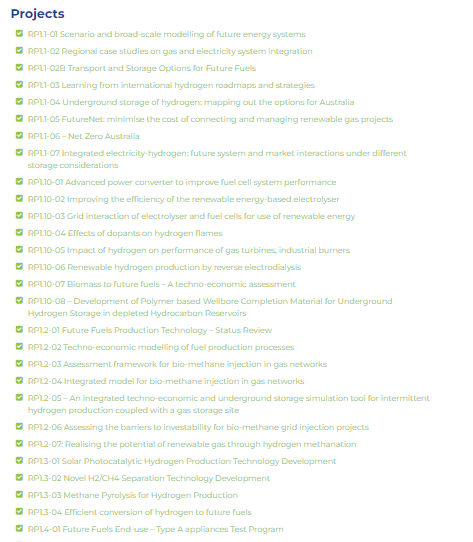 Projects
RP1.1-01 Scenario and broad-scale modelling of future energy systems
RP1.1-02 Regional case studies on gas and electricity system integration
RP1.1-02B Transport and Storage Options for Future Fuels
RP1.1-03 Learning from international hydrogen roadmaps and strategies
RP1.1-04 Underground storage of hydrogen: mapping out the options for Australia
RP1.1-05 FutureNet: minimise the cost of connecting and managing renewable gas projects
RP1.1-06 – Net Zero Australia
RP1.1-07 Integrated electricity-hydrogen: future system and market interactions under different
storage considerations
RP1.10-01 Advanced power converter to improve fuel cell system performance
RP1.10-02 Improving the efficiency of the renewable energy-based electrolyser
RP1.10-03 Grid interaction of electrolyser and fuel cells for use of renewable energy
RP1.10-04 Effects of dopants on hydrogen flames
RP1.10-05 Impact of hydrogen on performance of gas turbines, industrial burners
RP1.10-06 Renewable hydrogen production by reverse electrodialysis
RP1.10-07 Biomass to future fuels – A techno-economic assessment
RP1.10-08 – Development of Polymer based Wellbore Completion Material for Underground
Hydrogen Storage in depleted Hydrocarbon Reservoirs
RP1.2-01 Future Fuels Production Technology – Status Review
RP1.2-02 Techno-economic modelling of fuel production processes
RP1.2-03 Assessment framework for bio-methane injection in gas networks
RP1.2-04 Integrated model for bio-methane injection in gas networks
RP1.2-05 – An integrated techno-economic and underground storage simulation tool for intermittent
hydrogen production coupled with a gas storage site
RP1.2-06 Assessing the barriers to investability for bio-methane grid injection projects
RP1.2-07: Realising the potential of renewable gas through hydrogen methanation
RP1.3-01 Solar Photocatalytic Hydrogen Production Technology Development
RP1.3-02 Novel H2/CH4 Separation Technology Development
RP1.3-03 Methane Pyrolysis for Hydrogen Production
RP1.3-04 Efficient conversion of hydrogen to future fuels
RP1.4-01 Future Fuels End-use – Type A appliances Test Program